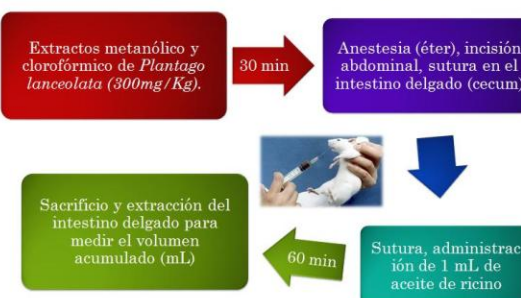 Extractos metanólico y
clorofórmico de Plantago
lanceolata (300mg/Kg).
30 min
Anestesia (éter), incisión
abdominal, sutura en el
intestino delgado (cecum)
Sutura, administrac
ión de 1 mL de
aceite de ricino
60 min
Sacrificio y extracción del
intestino delgado para
medir el volumen
acumulado (mL)